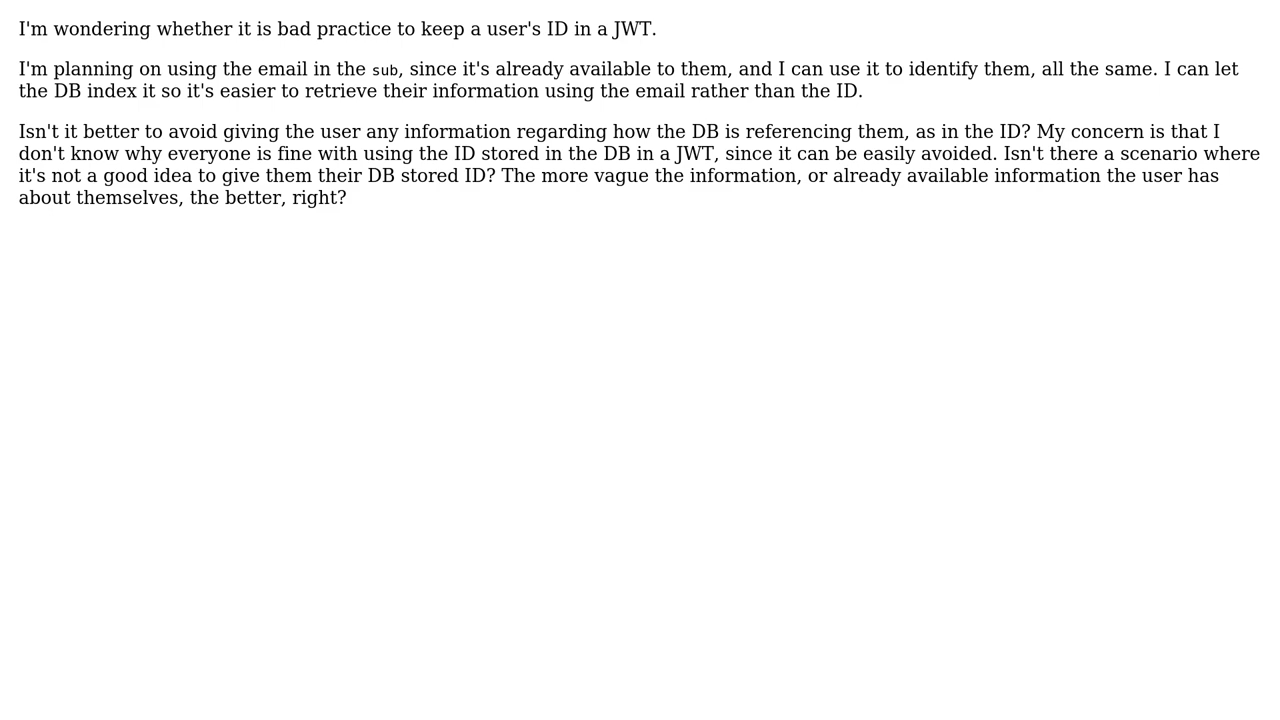 I'm wondering whether it is bad practice to keep a user's ID in a JWT.
I'm planning on using the email in the sub, since it's already available to them, and I can use it to identify them, all the same. I can let
the DB index it so it's easier to retrieve their information using the email rather than the ID.
Isn't it better to avoid giving the user any information regarding how the DB is referencing them, as in the ID? My concern is that I
don't know why everyone is fine with using the ID stored in the DB in a JWT, since it can be easily avoided. Isn't there a scenario where
it's not a good idea to give them their DB stored ID? The more vague the information, or already available information the user has
about themselves, the better, right?